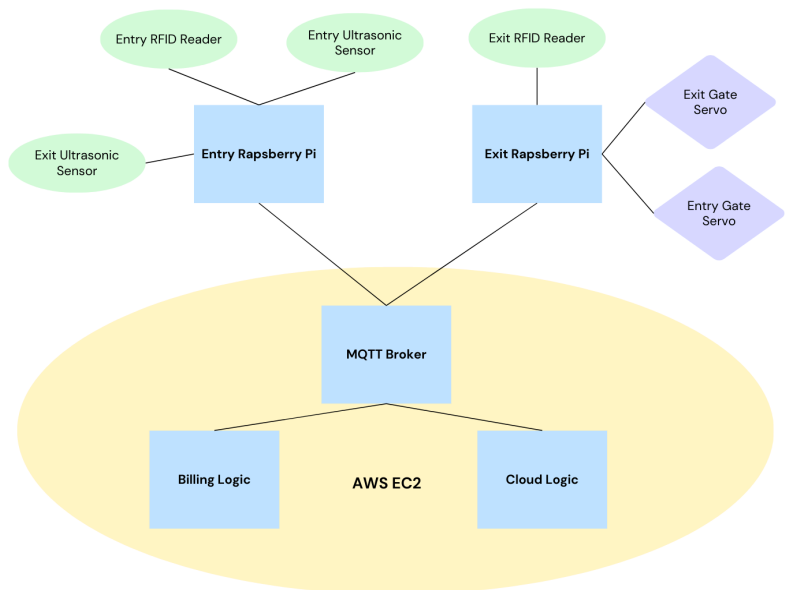 Entry RFID Reader
Entry Ultrasonic
Sensor
Exit RFID Reader
Exit Gate
Servo
Exit Ultrasonic
Sensor
Entry Rapsberry Pi
Exit Rapsberry Pi
Entry Gate
Servo
MQTT Broker
Billing Logic
AWS EC2
Cloud Logic